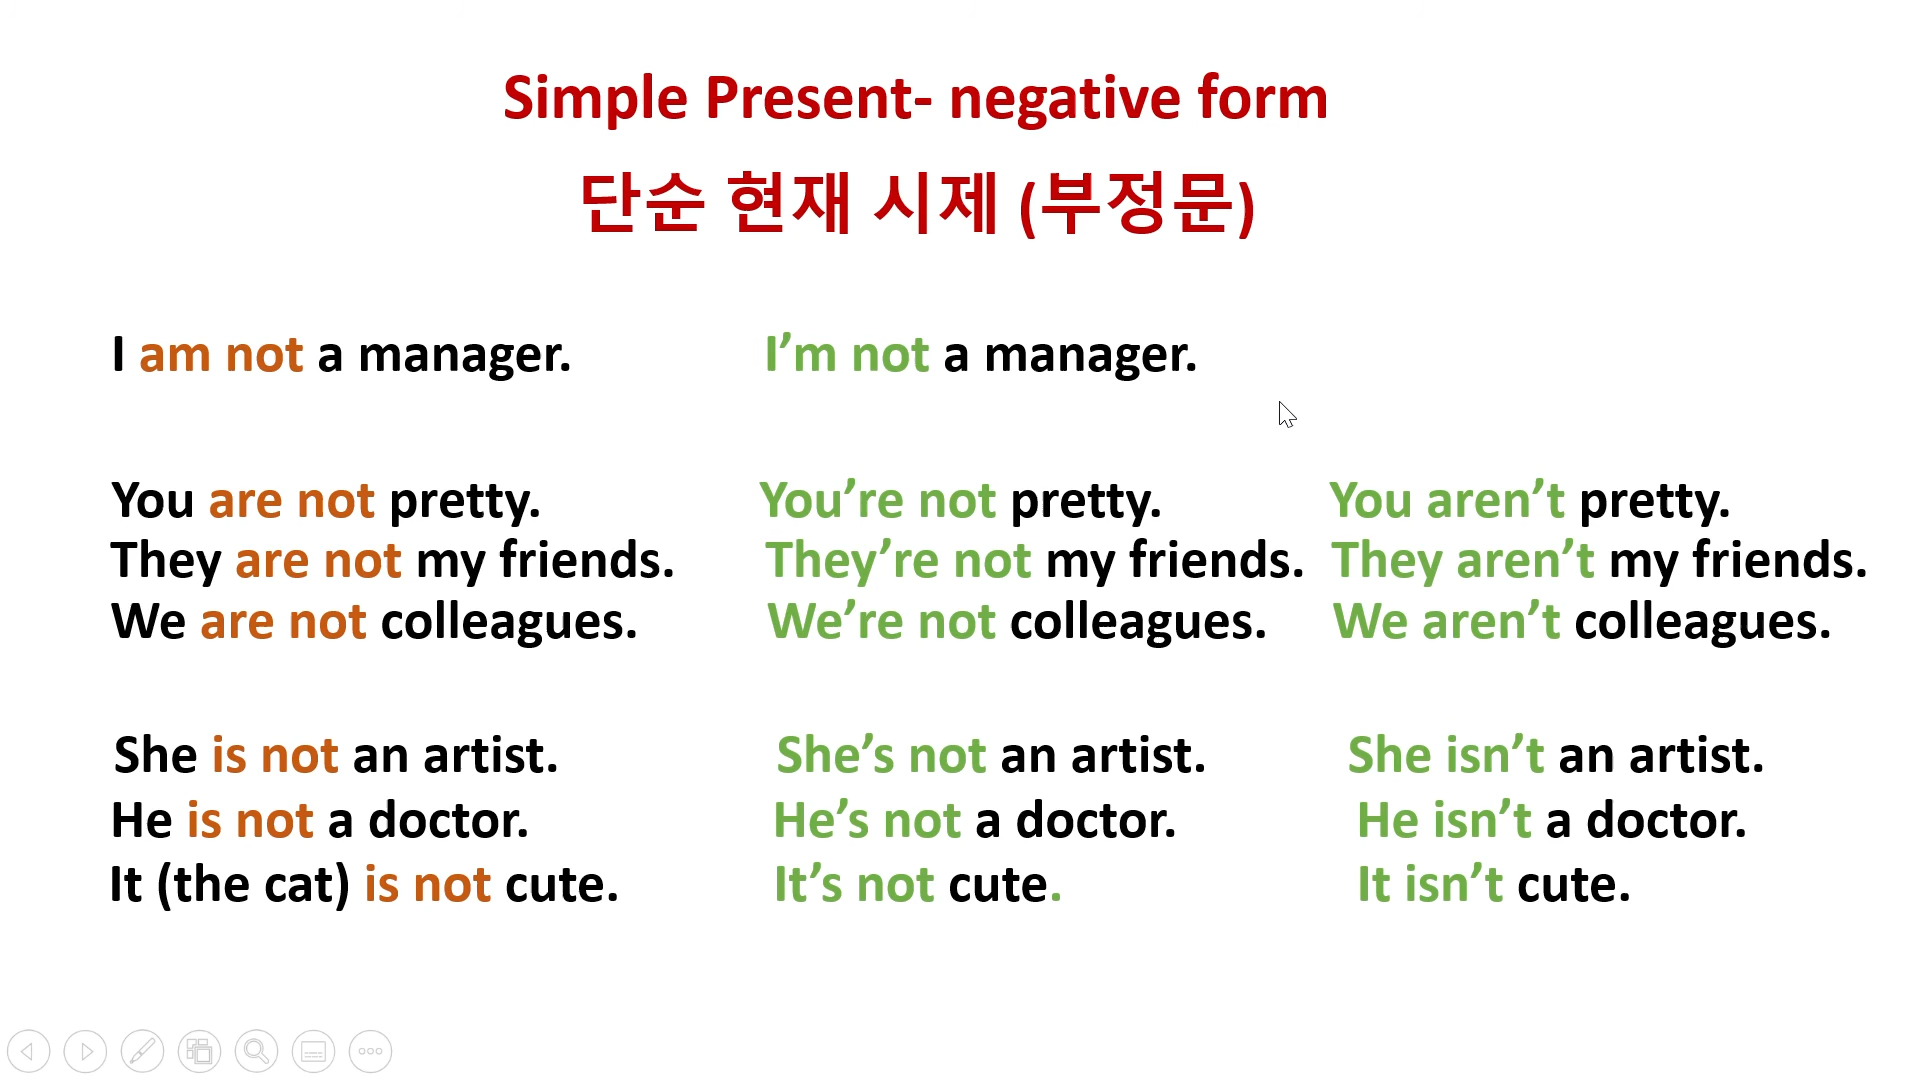 Simple Present- negative form
단순 현재 시제 (부정문)
I am not a manager. I’m not a manager.
You are not pretty. You’re not pretty. You aren’t pretty.
They are not my friends. They’re not my friends. They aren’t my friends.
We are not colleagues. We’re not colleagues. We aren’t colleagues.
She is not an artist. She’s not an artist. She isn’t an artist.
He is not a doctor. He’s not a doctor. He isn’t a doctor.
It (the cat) is not cute. It’s not cute. It isn’t cute.